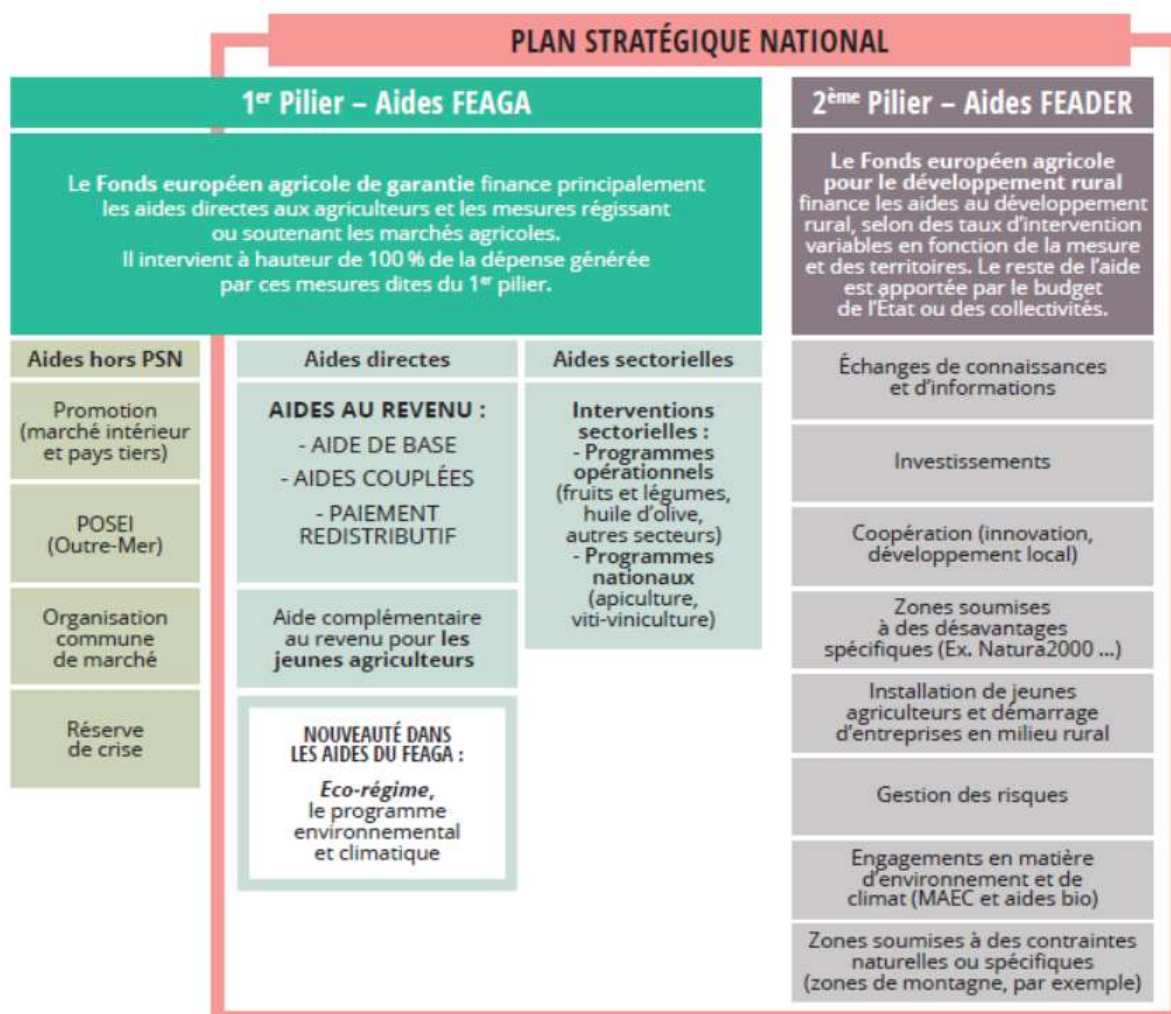 PLAN STRATÉGIQUE NATIONAL
1er Pilier – Aides FEAGA
Le Fonds européen agricole de garantie finance principalement
les aides directes aux agriculteurs et les mesures régissant
ou soutenant les marchés agricoles.
Il intervient à hauteur de 100 % de la dépense générée
par ces mesures dites du 1er pilier.
Aides hors PSN
Promotion
(marché intérieur
et pays tiers)
POSEI
(Outre-Mer)
Organisation
commune
de marché
Réserve
de crise
Aides directes
AIDES AU REVENU :
- AIDE DE BASE
- AIDES COUPLÉES
- PAIEMENT
REDISTRIBUTIF
Aide complémentaire
au revenu pour les
jeunes agriculteurs
NOUVEAUTÉ DANS
LES AIDES DU FEAGA :
Eco-régime,
le programme
environnemental
et climatique
Aides sectorielles
Interventions
sectorielles :
- Programmes
opérationnels
(fruits et légumes,
huile d'olive,
autres secteurs)
- Programmes
nationaux
(apiculture,
viti-viniculture)
2ème Pilier – Aides FEADER
Le Fonds européen agricole
pour le développement rural
finance les aides au développement
rural, selon des taux d'intervention
variables en fonction de la mesure
et des territoires. Le reste de l'aide
est apportée par le budget
de l'État ou des collectivités.
Échanges de connaissances
et d'informations
Investissements
Coopération (innovation,
développement local)
Zones soumises
à des désavantages
spécifiques (Ex. Natura2000 ...)
Installation de jeunes
agriculteurs et démarrage
d'entreprises en milieu rural
Gestion des risques
Engagements en matière
d'environnement et de
climat (MAEC et aides bio)
Zones soumises à des contraintes
naturelles ou spécifiques
(zones de montagne, par exemple)